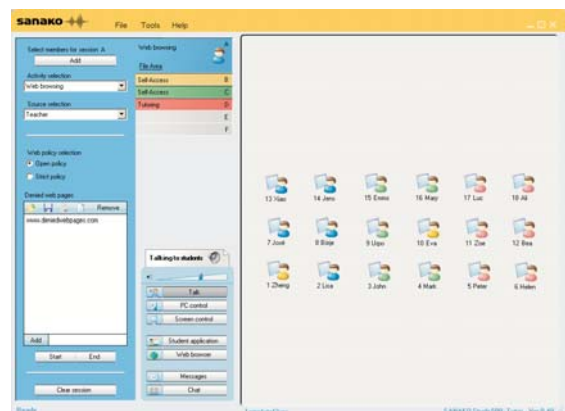 sanako
File Tools Help
Select members for session A
Add
Activity selection
Web browsing
Source selection
Teacher
Web policy selection
Open policy
Strict policy
Denied web pages
Remove
www.deniedwebpages.com
Add
Start End
Clear session
Ready
Web browsing A
File Area
Self-Access B
Self-Access C
Tutoring D
E
F
Talking to students
Talk
PC control
Screen control
Student application
Web browser
Messages
Chat
13 Xiao 14 Jens 15 Emma 16 Mary 17 Luc 18 Ali
7 José 8 Birje 9 Uipo 10 Eva 11 Zoe 12 Bea
1 Zheng 2 Lisa 3 John 4 Mark 5 Peter 6 Helen